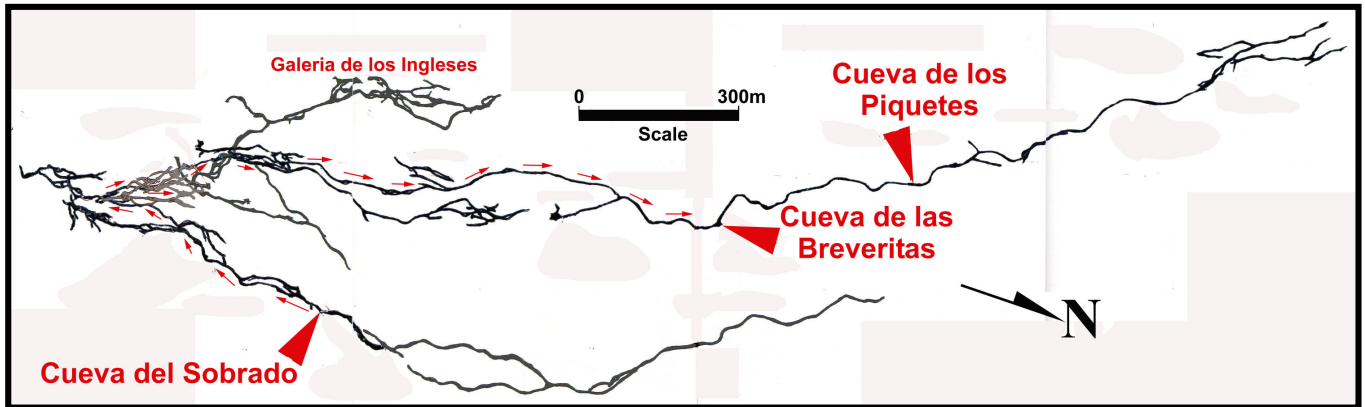 Galeria de los Ingleses
0 300m
Scale
Cueva de los
Piquetes
Cueva de las
Breveritas
N
Cueva del Sobrado